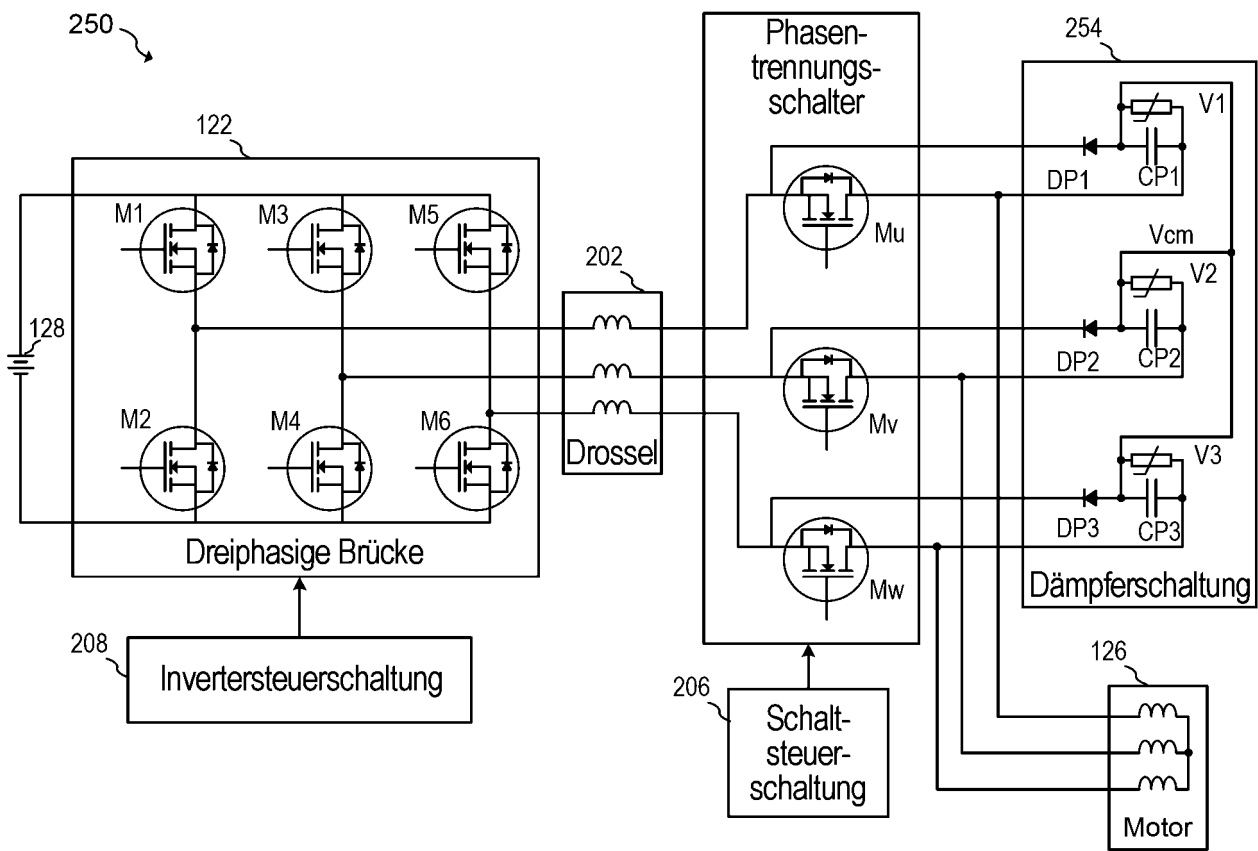 250
122
M1
M3
M5
128
M2
M4
M6
Dreiphasige Brücke
208
Invertersteuerschaltung
202
Drossel
Phasen-
trennungs-
schalter
Mu
Mv
Mw
206
Schalt-
steuer-
schaltung
254
V1
DP1
CP1
Vcm
V2
DP2
CP2
V3
DP3
CP3
Dämpferschaltung
126
Motor